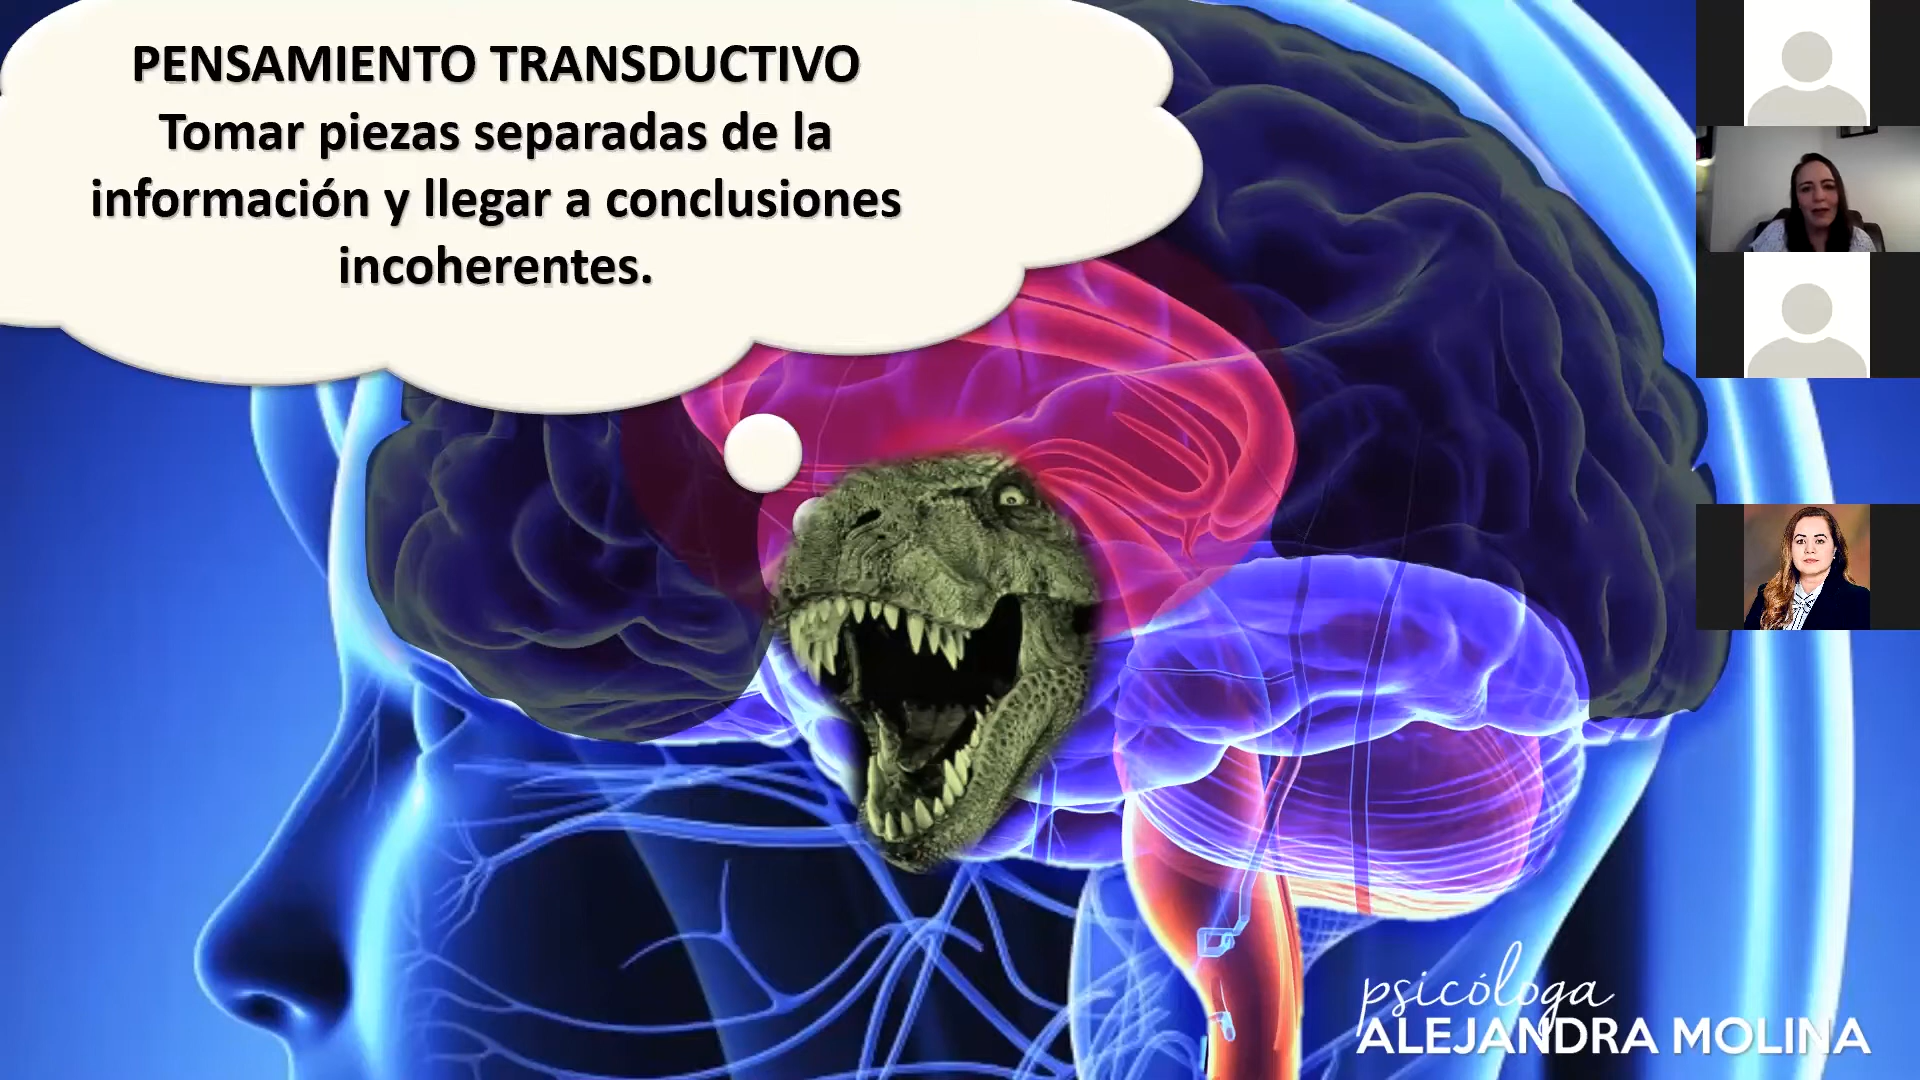 PENSAMIENTO TRANSDUCTIVO
Tomar piezas separadas de la
información y llegar a conclusiones
incoherentes.
psicóloga
ALEJANDRA MOLINA